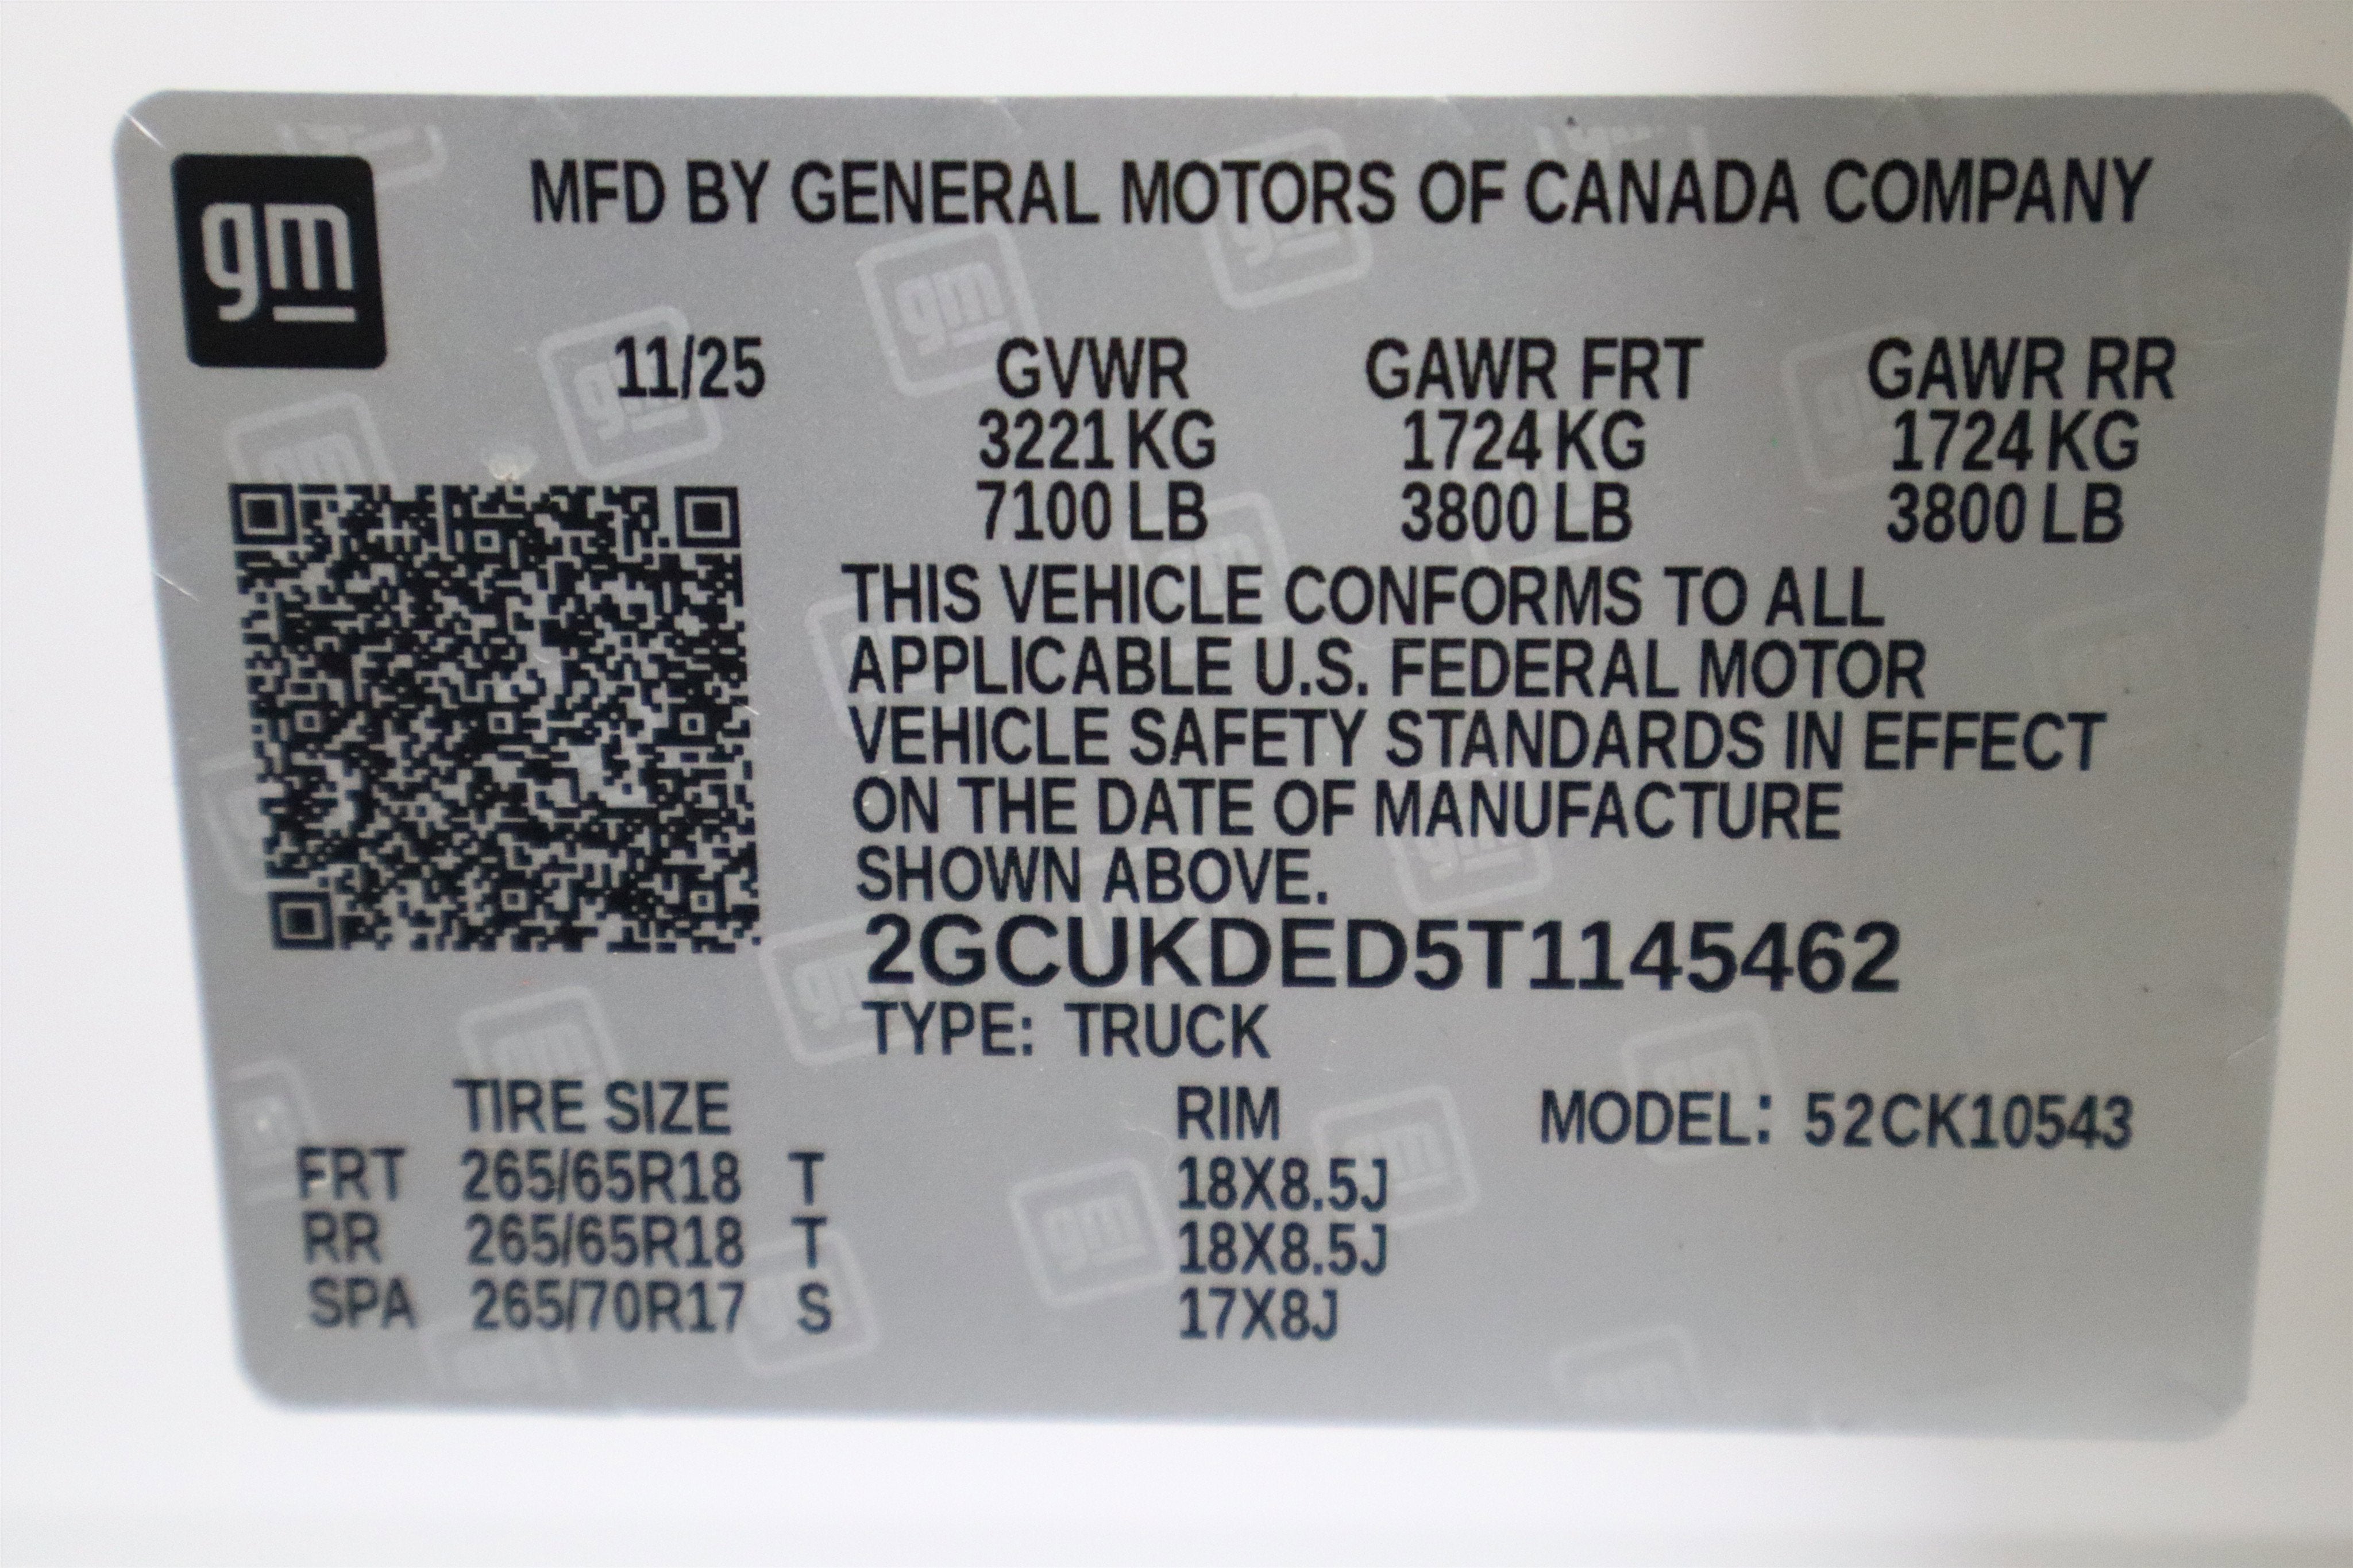 gm
MFD BY GENERAL MOTORS OF CANADA COMPANY
11/25 GVWR GAWR FRT GAWR RR
3221 KG 1724 KG 1724 KG
7100 LB 3800 LB 3800 LB
THIS VEHICLE CONFORMS TO ALL
APPLICABLE U.S. FEDERAL MOTOR
VEHICLE SAFETY STANDARDS IN EFFECT
ON THE DATE OF MANUFACTURE
SHOWN ABOVE.
2GCUKDED5T1145462
TYPE: TRUCK
TIRE SIZE RIM MODEL: 52CK10543
FRT 265/65R18 T 18X8.5J
RR 265/65R18 T 18X8.5J
SPA 265/70R17 S 17X8J